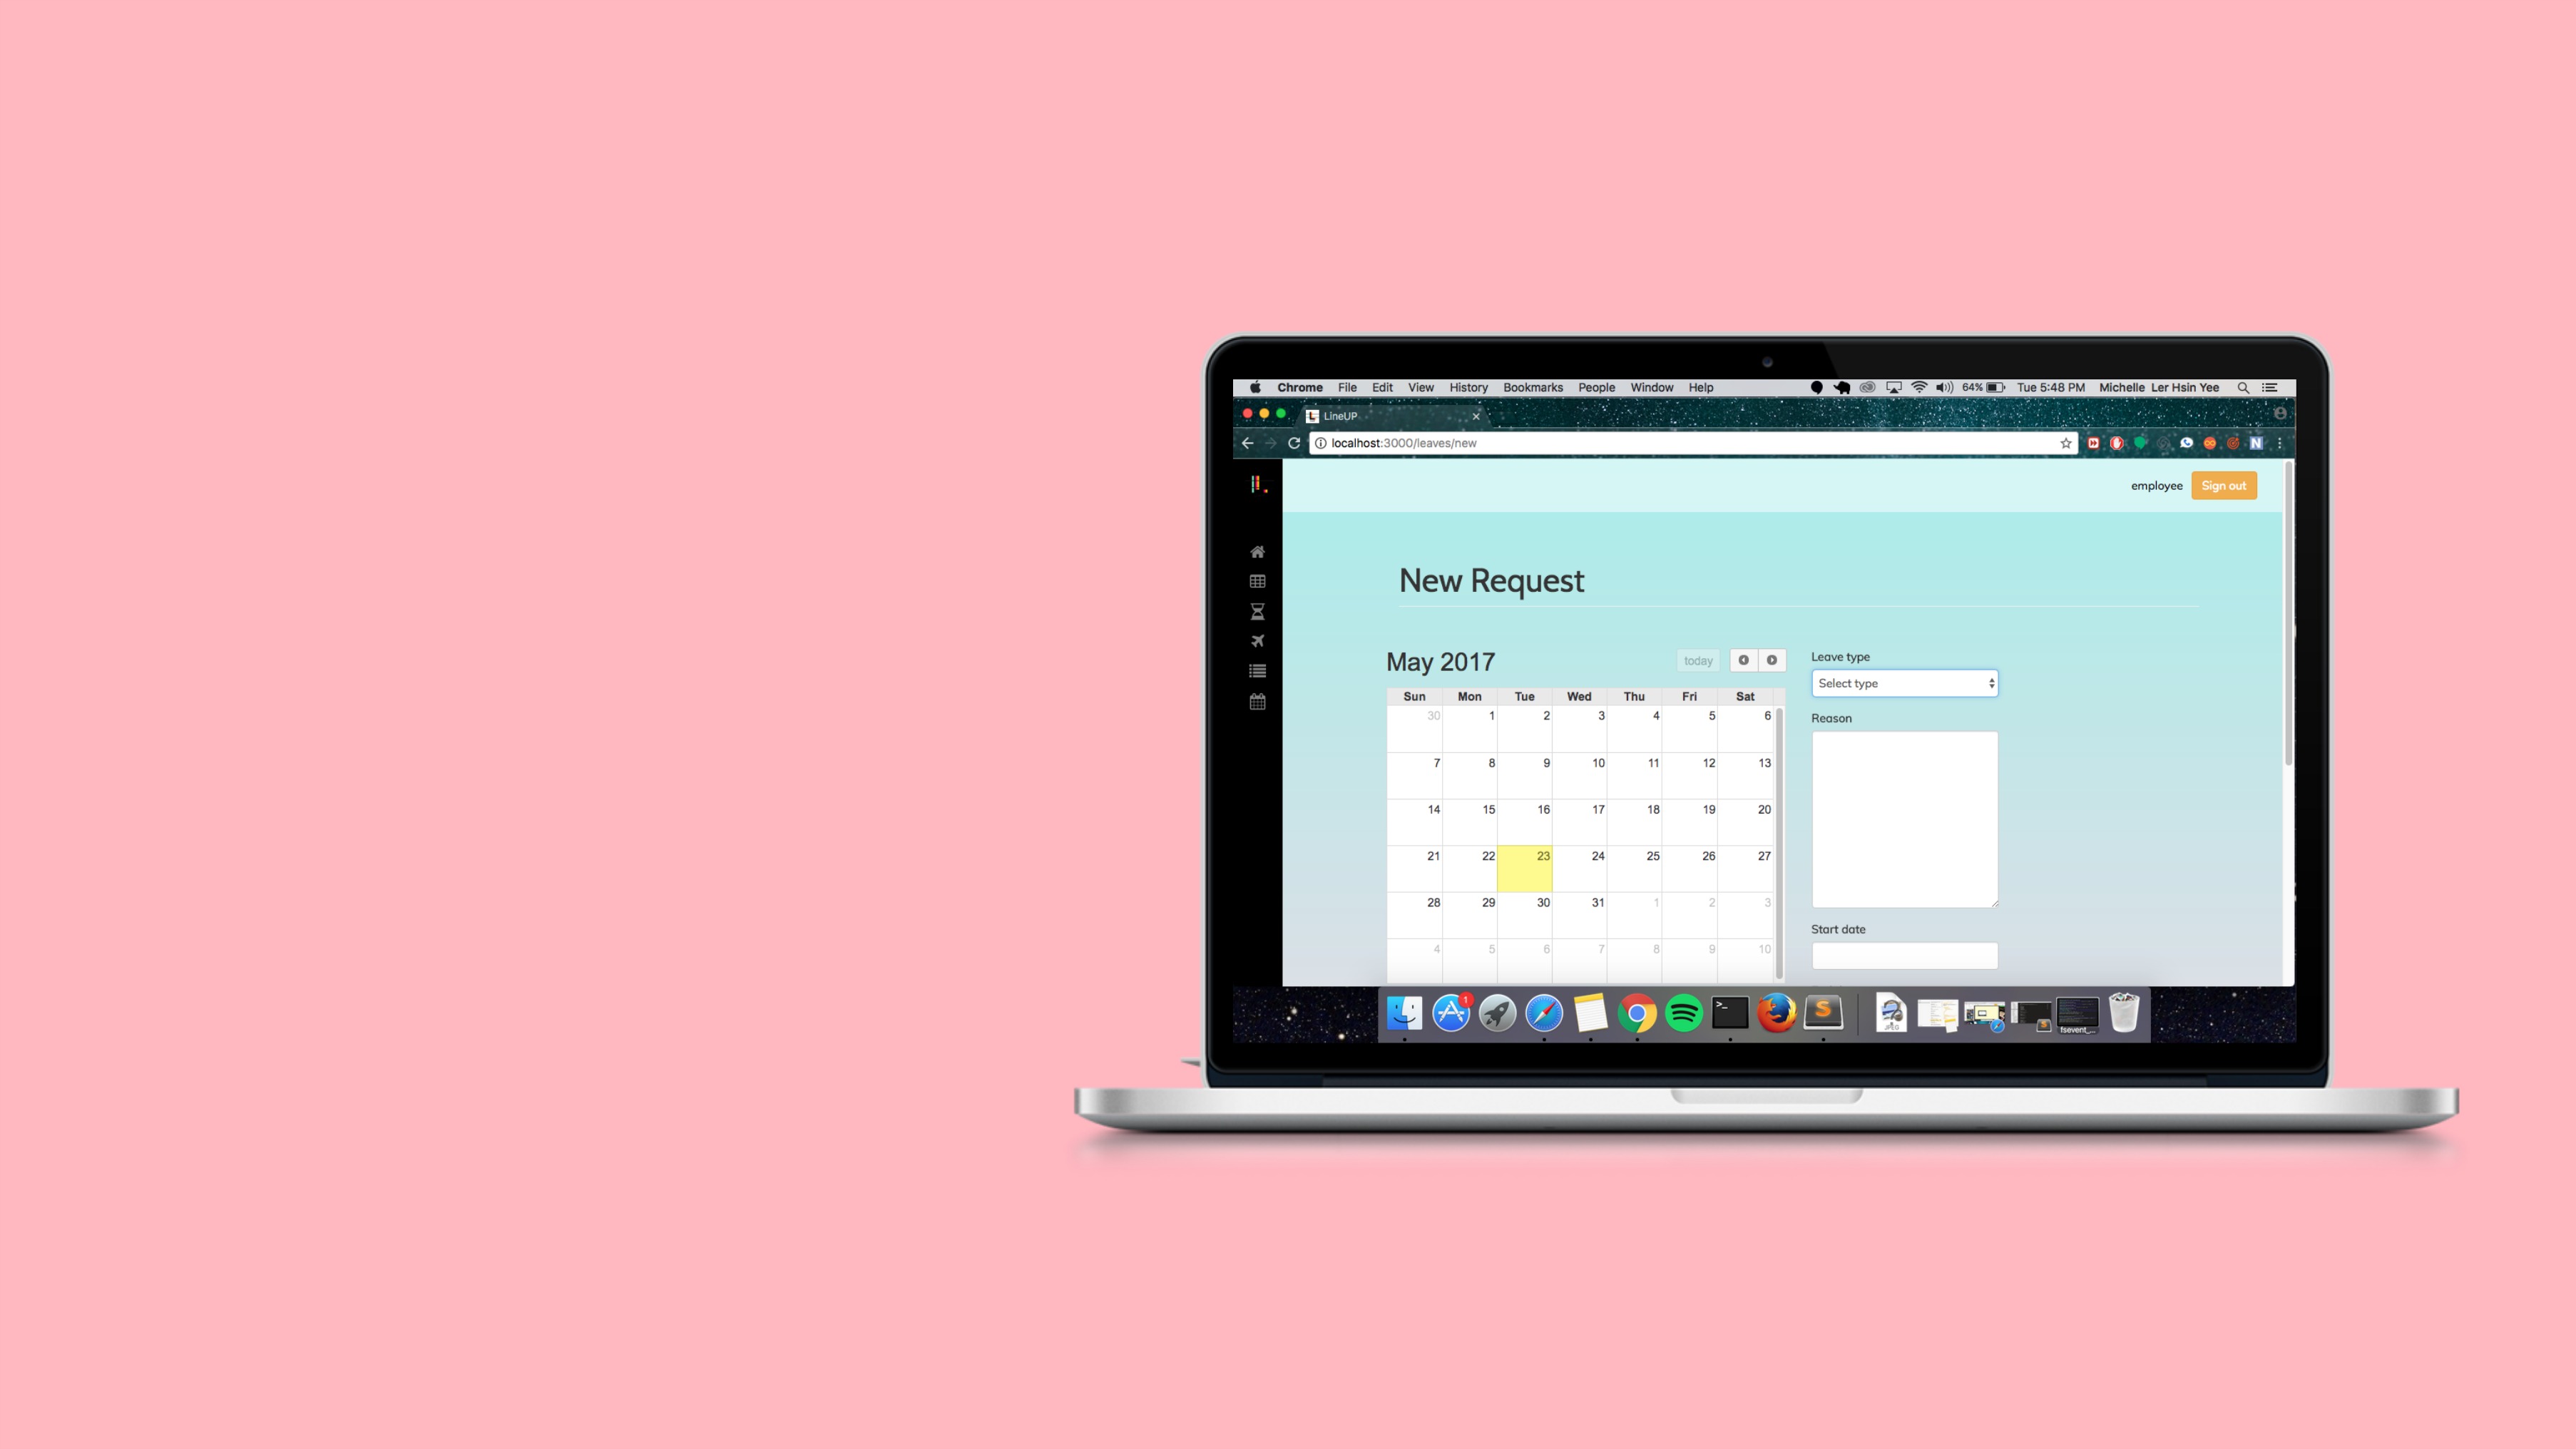 Chrome File Edit View History Bookmarks People Window Help 64% Tue 5:48 PM Michelle Ler Hsin Yee
L LineUP
localhost:3000/leaves/new
N
employee Sign out
New Request
May 2017
today
Leave type
Select type
Sun Mon Tue Wed Thu Fri Sat
30 1 2 3 4 5 6
Reason
7 8 9 10 11 12 13
14 15 16 17 18 19 20
21 22 23 24 25 26 27
28 29 30 31 1 2 3
Start date
4 5 6 7 8 9 10
1
>_
S
JPEG
fsevent_...